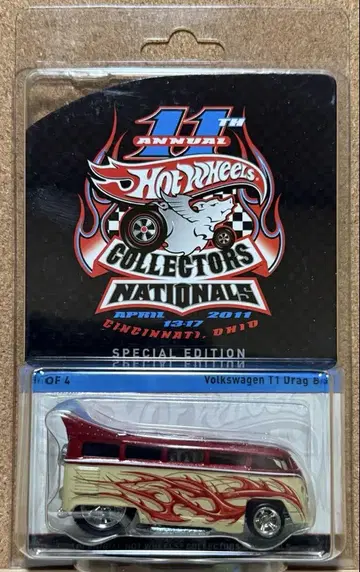 11TH
ANNUAL
Hot Wheels
COLLECTORS
NATIONALS
APRIL 2011
13-17
CINCINNATI, OHIO
SPECIAL EDITION
OF 4
Volkswagen T1 Drag